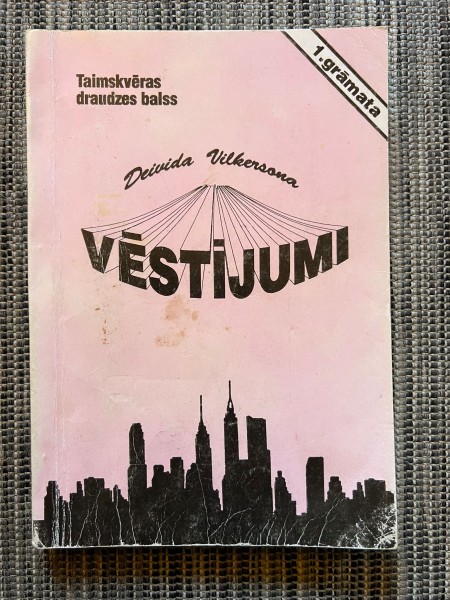 Taimskvēras
draudzes balss
1.grāmata
Deivida Vilkersona
VĒSTĪJUMI